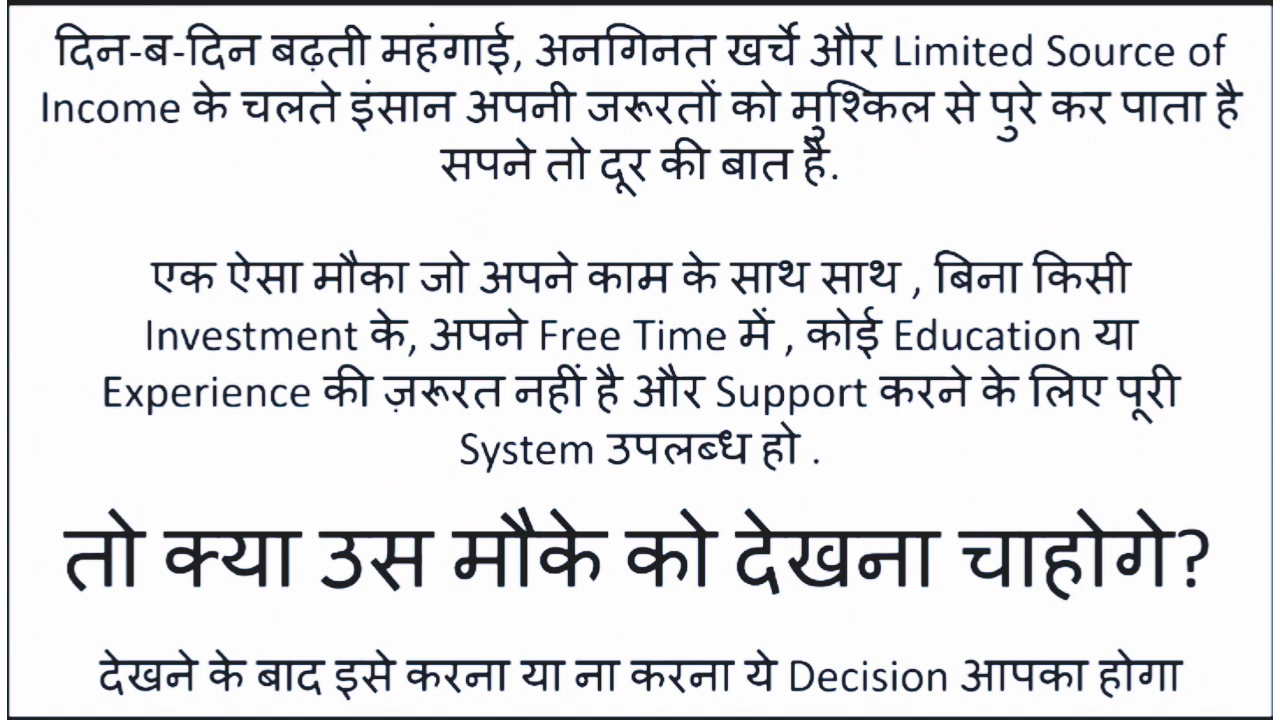 दिन-ब-दिन बढ़ती महंगाई, अनगिनत खर्चे और Limited Source of
Income के चलते इंसान अपनी जरूरतों को मुश्किल से पुरे कर पाता है
सपने तो दूर की बात है.
एक ऐसा मौका जो अपने काम के साथ साथ , बिना किसी
Investment के, अपने Free Time में , कोई Education या
Experience की ज़रूरत नहीं है और Support करने के लिए पूरी
System उपलब्ध हो .
तो क्या उस मौके को देखना चाहोगे?
देखने के बाद इसे करना या ना करना ये Decision आपका होगा